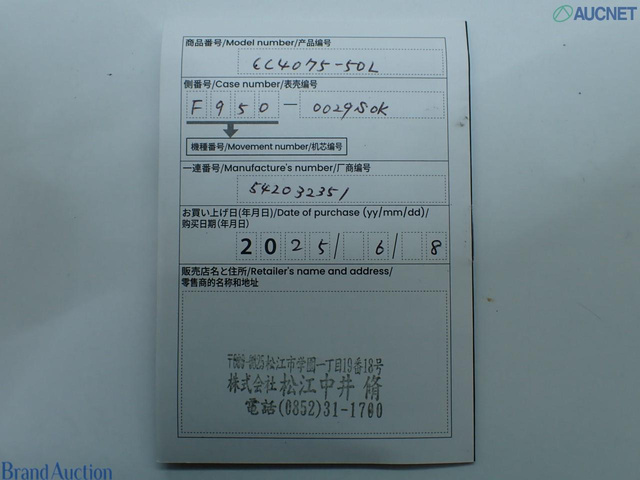 AUCNET
商品番号/Model number/产品编号
CC4075-50L
側番号/Case number/表壳编号
F950-0029SOK
機種番号/Movement number/机芯编号
一連番号/Manufacture's number/厂商编号
542032351
お買い上げ日(年月日)/Date of purchase (yy/mm/dd)/
购买日期(年月日)
2025/ 6/ 8
販売店名と住所/Retailer's name and address/
零售商的名称和地址
松江市学園一丁目19番18号
株式会社 松江中井脩
電話(0852)31-1700
Brand Auction